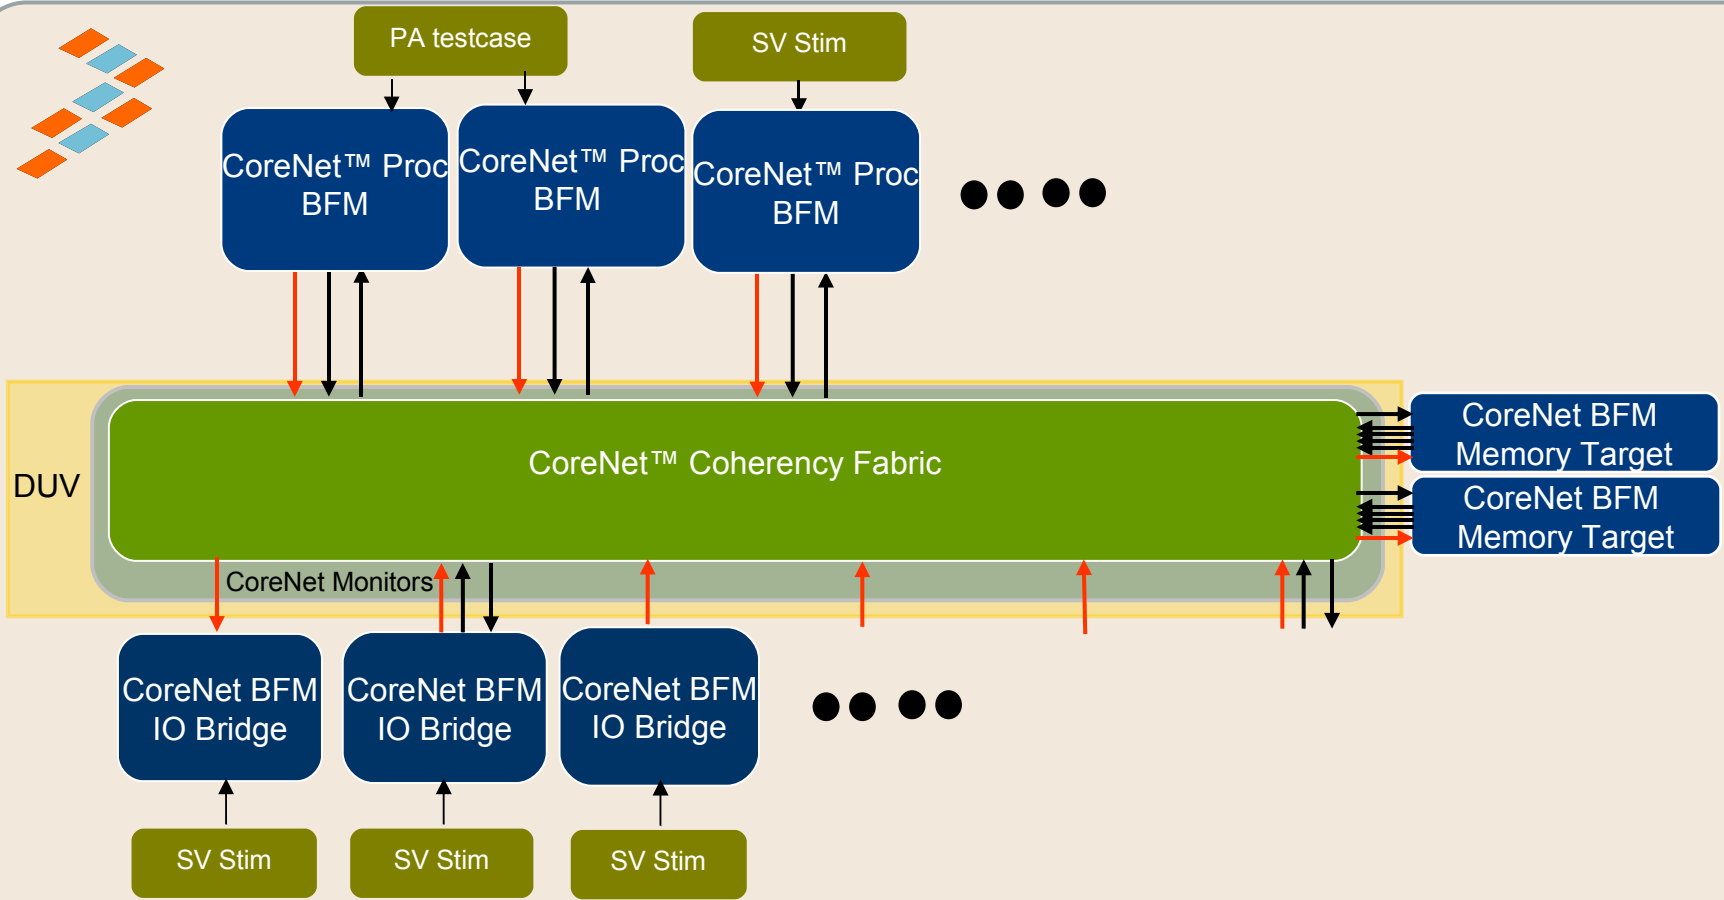 PA testcase
SV Stim
CoreNet™ Proc
BFM
CoreNet™ Proc
BFM
CoreNet™ Proc
BFM
DUV
CoreNet™ Coherency Fabric
CoreNet BFM
Memory Target
CoreNet BFM
Memory Target
CoreNet Monitors
CoreNet BFM
IO Bridge
CoreNet BFM
IO Bridge
CoreNet BFM
IO Bridge
SV Stim
SV Stim
SV Stim